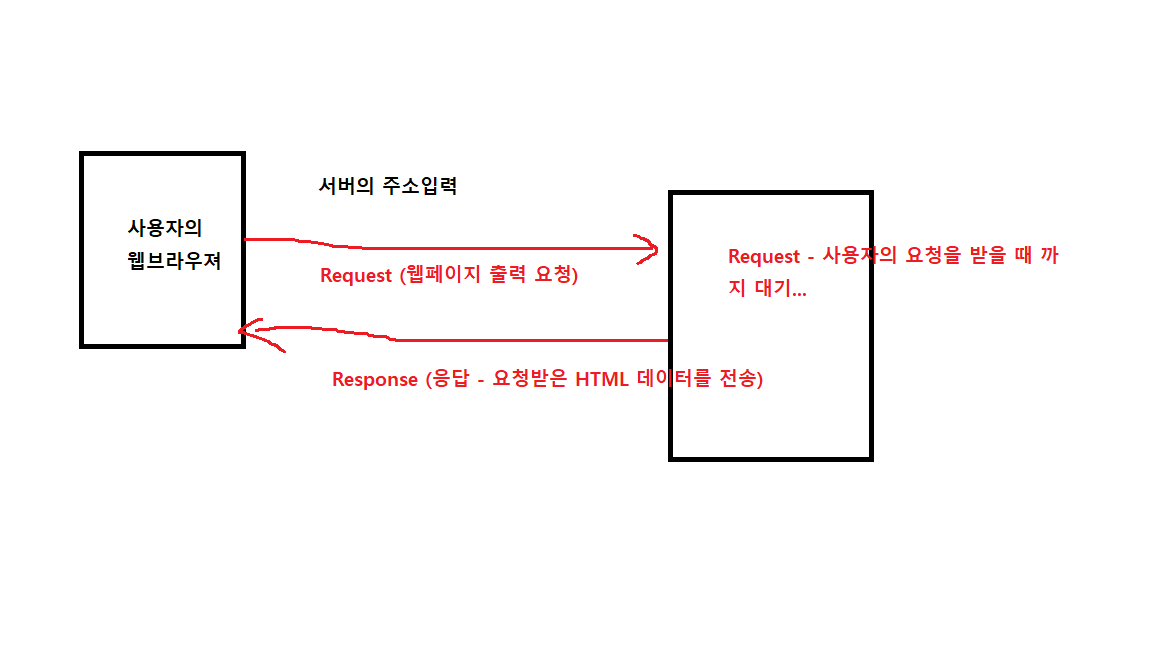 서버의 주소입력
사용자의
웹브라우져
Request (웹페이지 출력 요청)
Request - 사용자의 요청을 받을 때 까
지 대기...
Response (응답 - 요청받은 HTML 데이터를 전송)